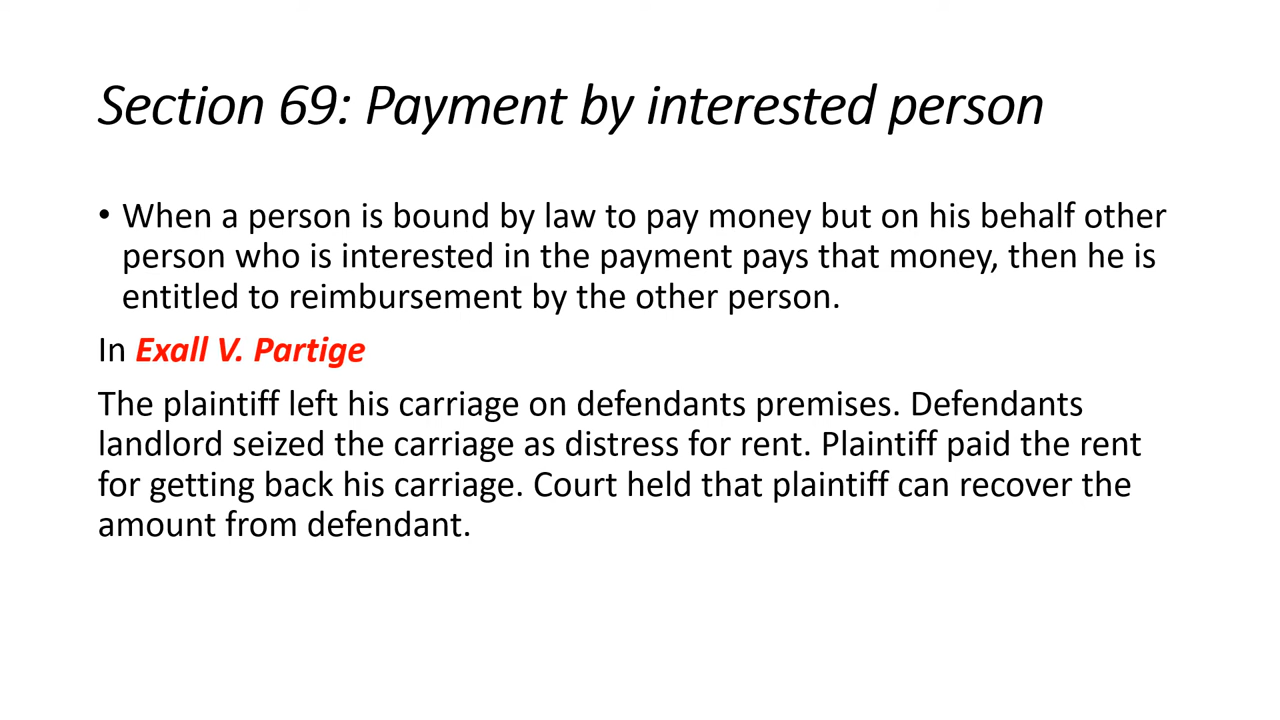 Section 69: Payment by interested person
• When a person is bound by law to pay money but on his behalf other
person who is interested in the payment pays that money, then he is
entitled to reimbursement by the other person.
In Exall V. Partige
The plaintiff left his carriage on defendants premises. Defendants
landlord seized the carriage as distress for rent. Plaintiff paid the rent
for getting back his carriage. Court held that plaintiff can recover the
amount from defendant.